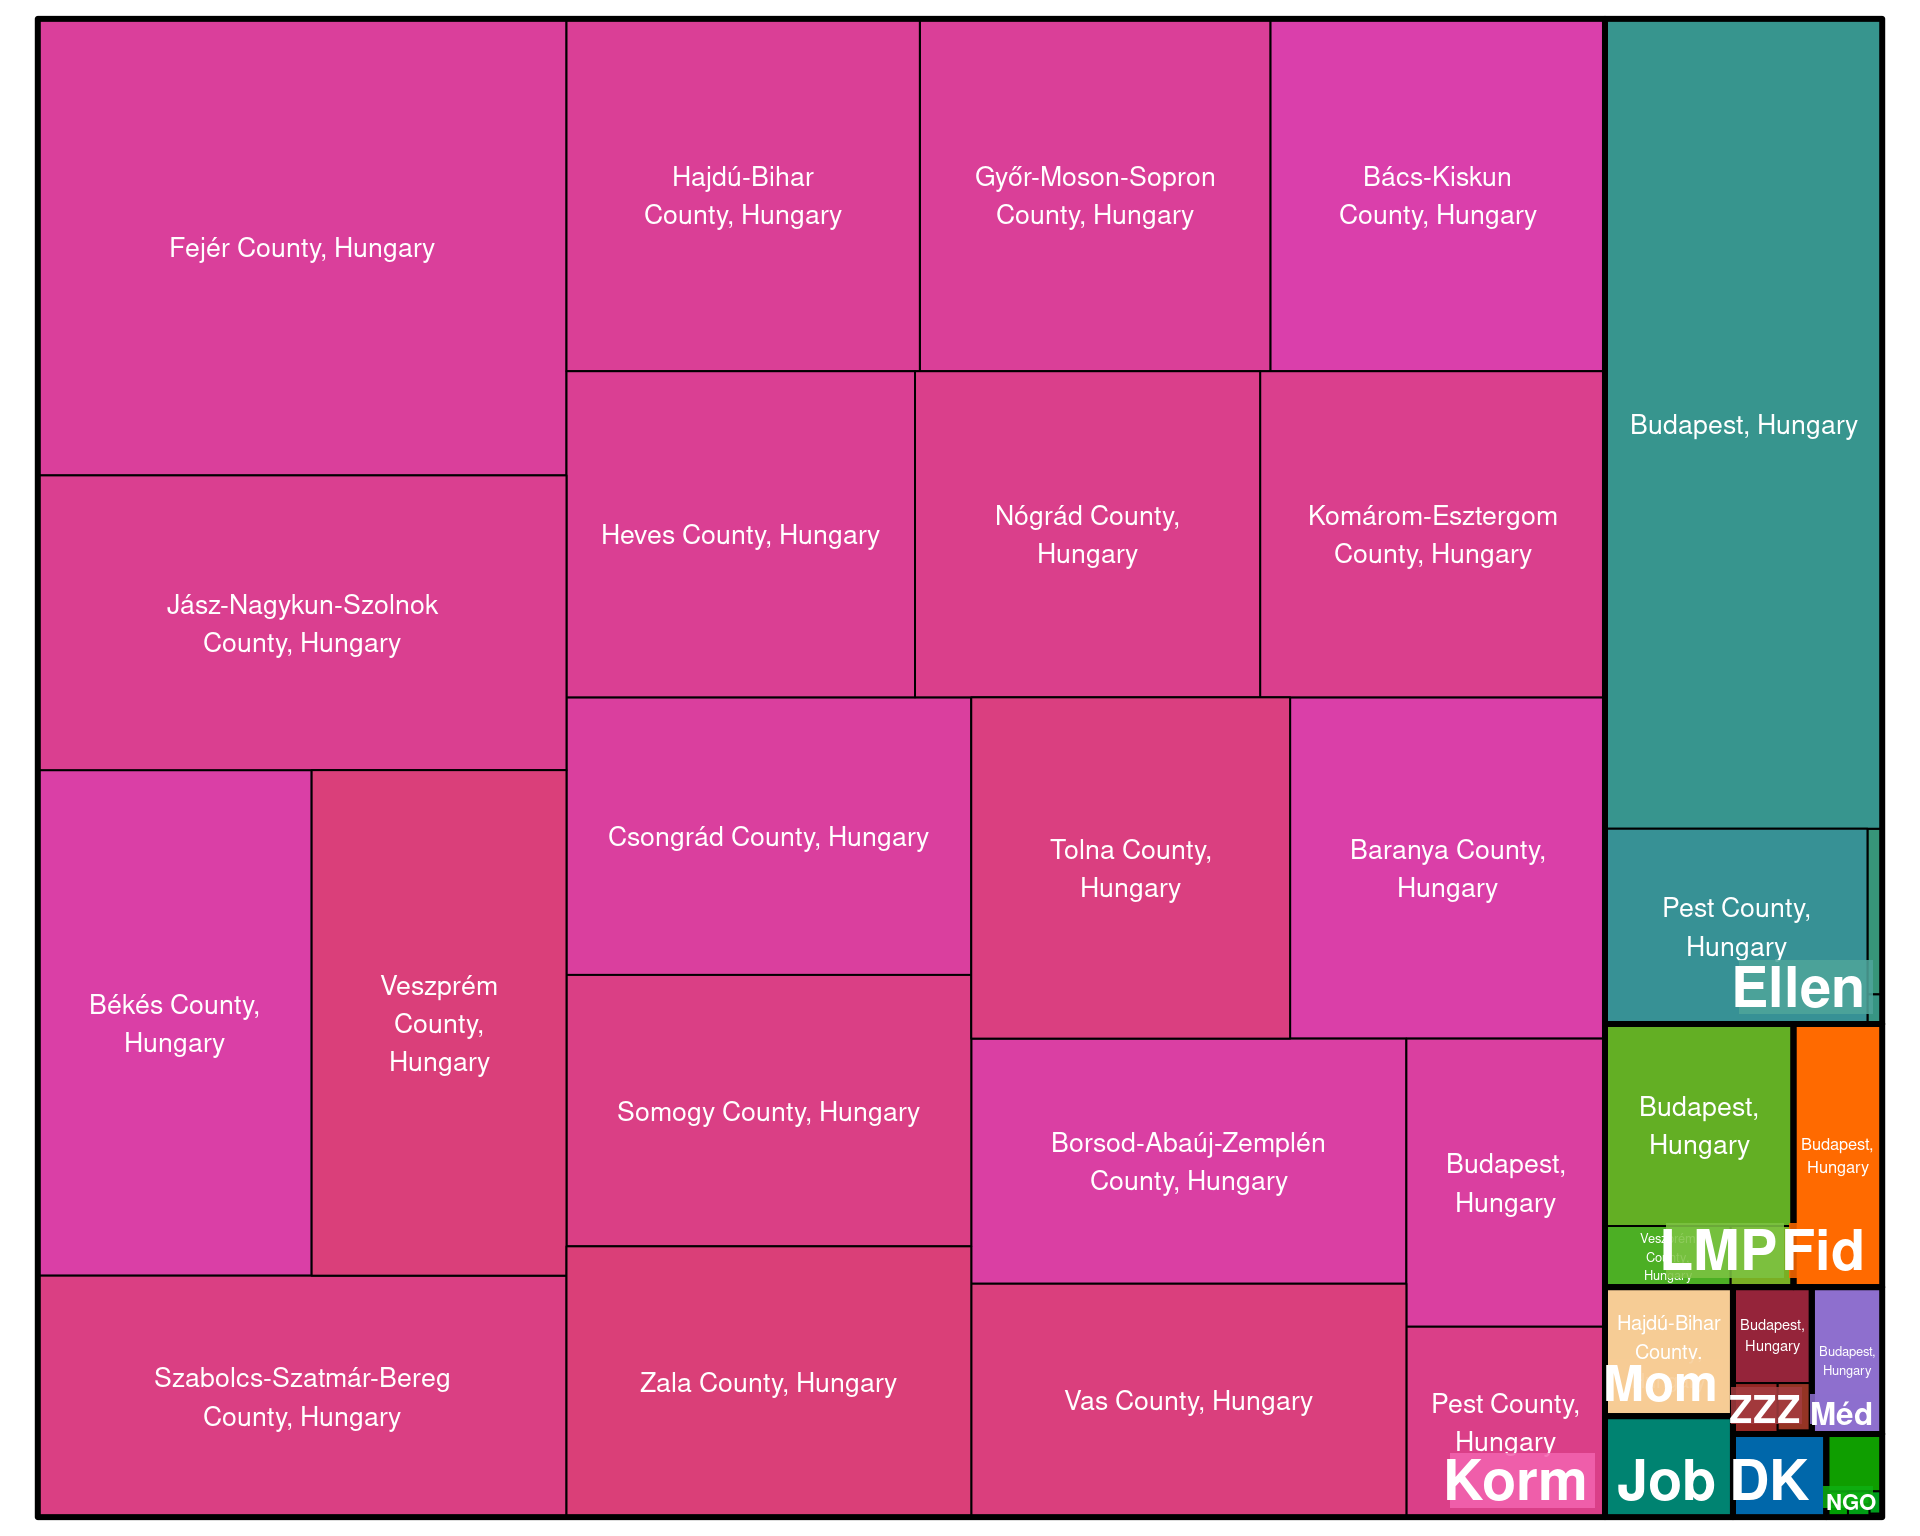 Fejér County, Hungary
Hajdú-Bihar
County, Hungary
Győr-Moson-Sopron
County, Hungary
Bács-Kiskun
County, Hungary
Budapest, Hungary
Jász-Nagykun-Szolnok
County, Hungary
Heves County, Hungary
Nógrád County,
Hungary
Komárom-Esztergom
County, Hungary
Békés County,
Hungary
Veszprém
County,
Hungary
Csongrád County, Hungary
Tolna County,
Hungary
Baranya County,
Hungary
Pest County,
Hungary
Ellen
Somogy County, Hungary
Borsod-Abaúj-Zemplén
County, Hungary
Budapest,
Hungary
Budapest,
Hungary
Budapest,
Hungary
Veszprém
County,
Hungary
LMP
Fid
Szabolcs-Szatmár-Bereg
County, Hungary
Zala County, Hungary
Vas County, Hungary
Pest County,
Hungary
Korm
Hajdú-Bihar
County,
Mom
Budapest,
Hungary
ZZZ
Budapest,
Hungary
Méd
Job
DK
NGO